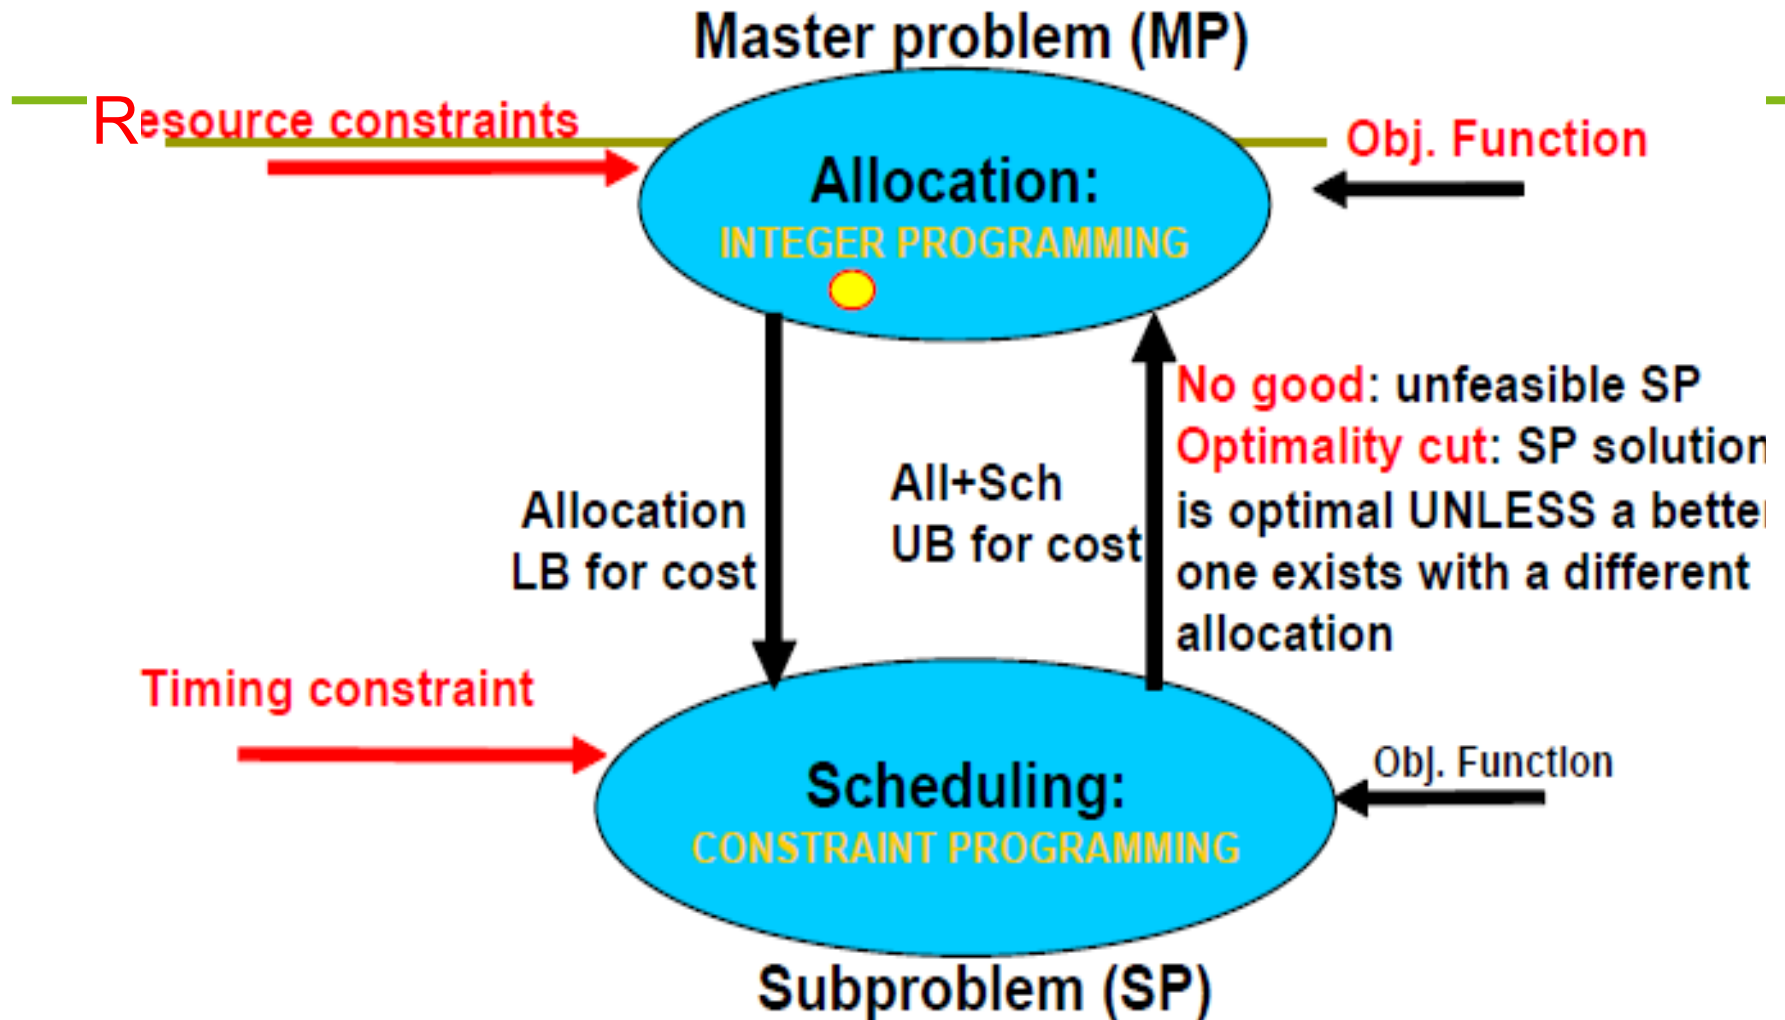 Master problem (MP)
Resource constraints
Obj. Function
Allocation:
INTEGER PROGRAMMING
No good: unfeasible SP
Optimality cut: SP solution
is optimal UNLESS a better
one exists with a different
allocation
All+Sch
UB for cost
Allocation
LB for cost
Timing constraint
Obj. Function
Scheduling:
CONSTRAINT PROGRAMMING
Subproblem (SP)